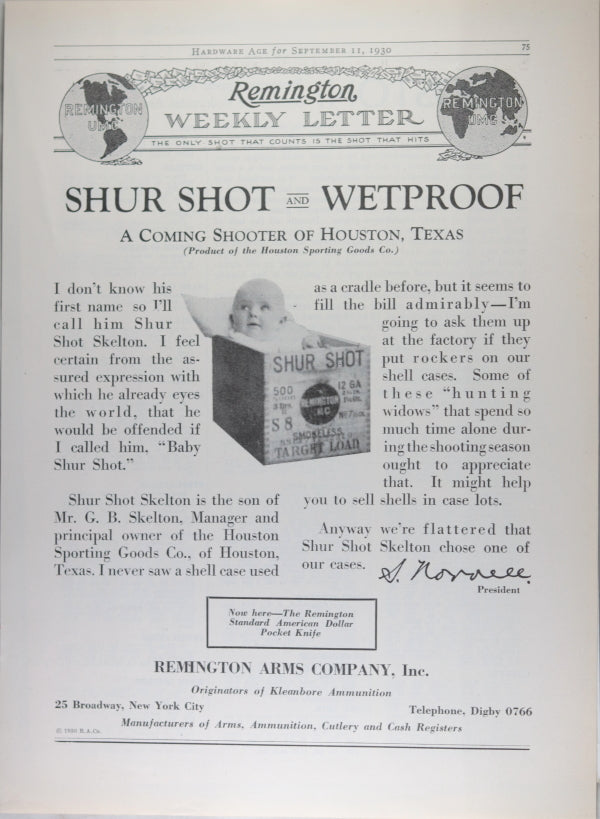 HARDWARE AGE for SEPTEMBER 11, 1930
75
REMINGTON
UMC
Remington
WEEKLY LETTER
THE ONLY SHOT THAT COUNTS IS THE SHOT THAT HITS
REMINGTON
UMC
SHUR SHOT AND WETPROOF
A COMING SHOOTER OF HOUSTON, TEXAS
(Product of the Houston Sporting Goods Co.)
I don't know his
first name so I'll
call him Shur
Shot Skelton. I feel
certain from the as-
sured expression with
which he already eyes
the world, that he
would be offended if
I called him, "Baby
Shur Shot."
Shur Shot Skelton is the son of
Mr. G. B. Skelton, Manager and
principal owner of the Houston
Sporting Goods Co., of Houston,
Texas. I never saw a shell case used
SHUR SHOT
500
12 GA
REMINGTON
UMC
S 8
SMOKELESS
TARGET LOAD
as a cradle before, but it seems to
fill the bill admirably—I'm
going to ask them up
at the factory if they
put rockers on our
shell cases. Some of
these "hunting
widows" that spend so
much time alone dur-
ing the shooting season
ought to appreciate
that. It might help
you to sell shells in case lots.
Anyway we're flattered that
Shur Shot Skelton chose one of
our cases.
President
Now here—The Remington
Standard American Dollar
Pocket Knife
REMINGTON ARMS COMPANY, Inc.
Originators of Kleanbore Ammunition
25 Broadway, New York City
Telephone, Digby 0766
Manufacturers of Arms, Ammunition, Cutlery and Cash Registers
© 1930 R.A.Co.